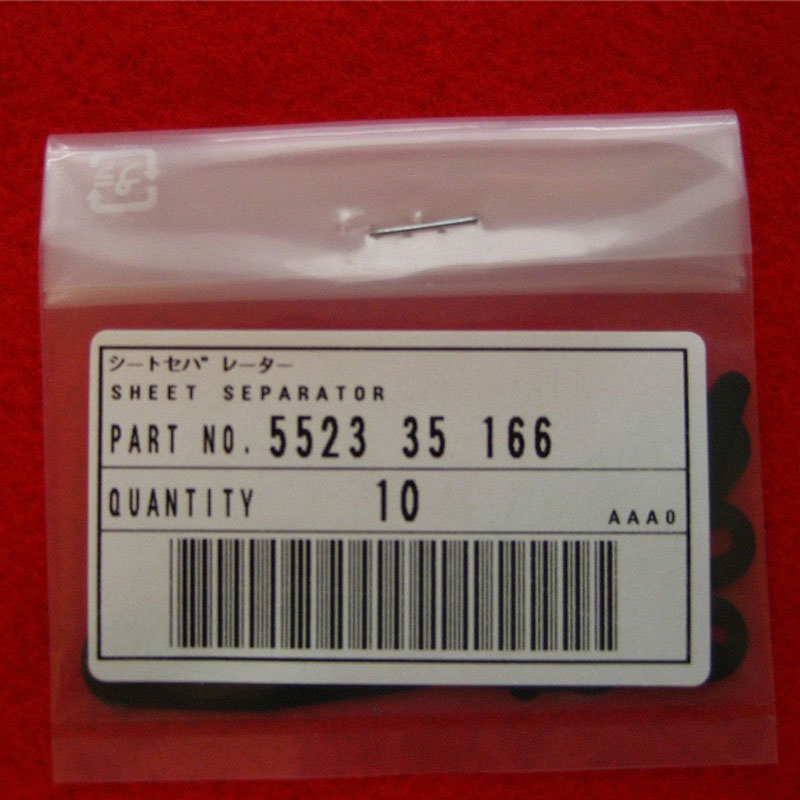 シートセパ レーター
SHEET SEPARATOR
PART NO. 5523 35 166
QUANTITY 10
AAA0